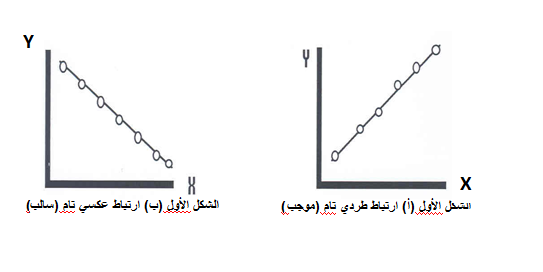 Y
X
الشكل الأول (أ) ارتباط طردي تام (موجب)
Y
X
الشكل الأول (ب) ارتباط عكسي تام (سالب)